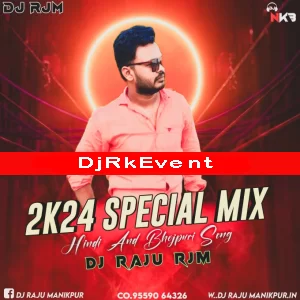 DJ RJM
NKB
DjRkEvent
2K24 SPECIAL MIX
Hindi And Bhojpuri Song
DJ RAJU RJM
DJ RAJU MANIKPUR
CO.95590 64326
W..DJ RAJU MANIKPUR.IN